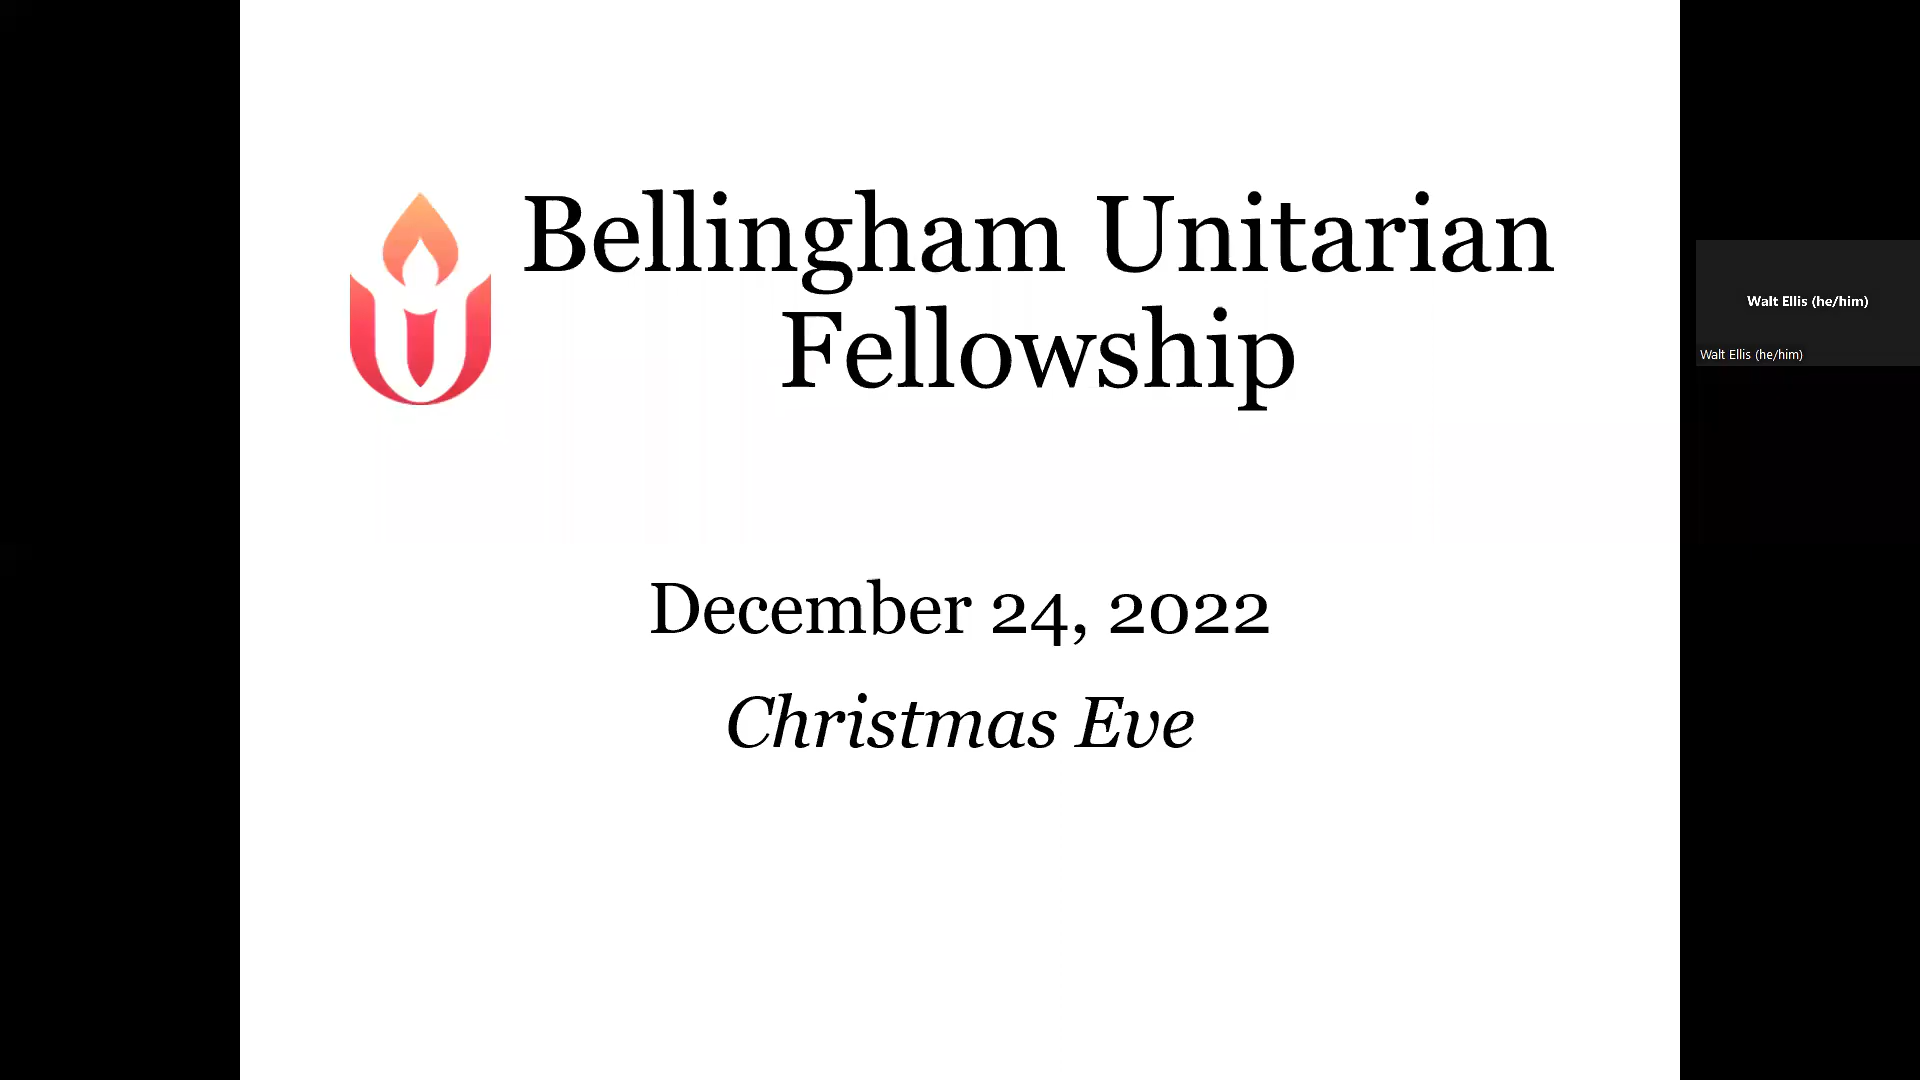 Bellingham Unitarian
Fellowship
December 24, 2022
Christmas Eve
Walt Ellis (he/him)
Walt Ellis (he/him)